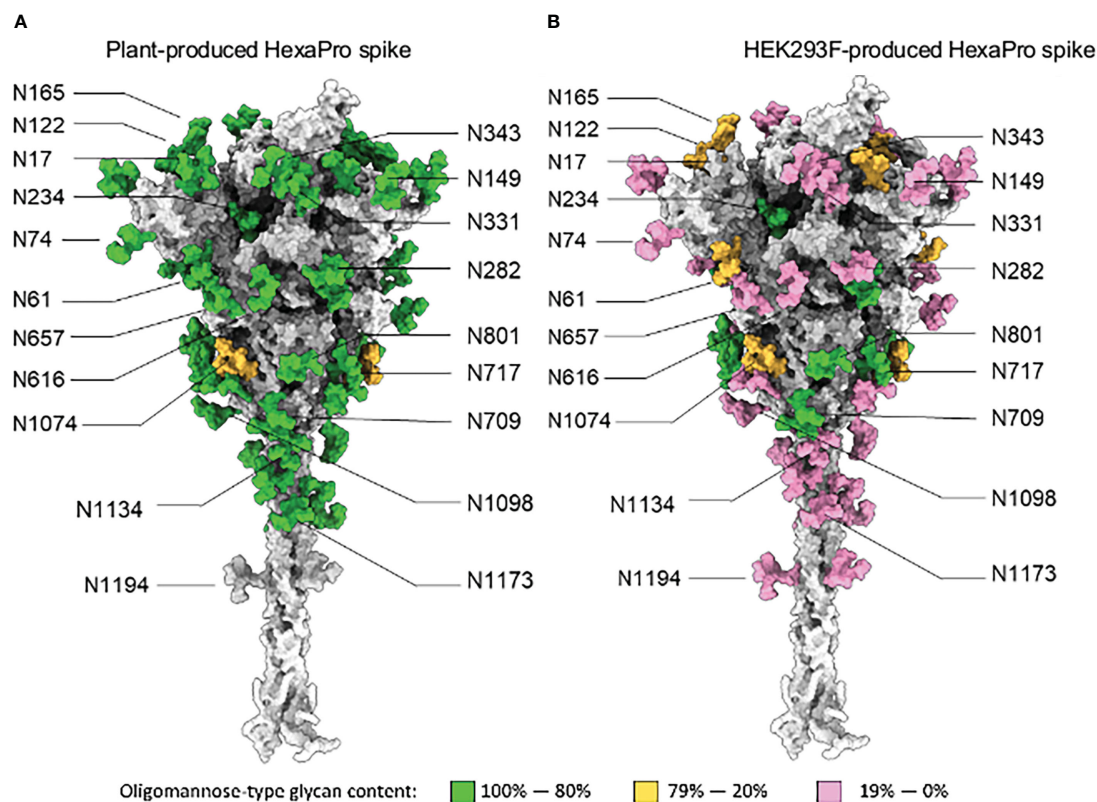 A
B
Plant-produced HexaPro spike
HEK293F-produced HexaPro spike
N165
N122
N17
N234
N74
N61
N657
N616
N1074
N1134
N1194
N343
N149
N331
N282
N801
N717
N709
N1098
N1173
N165
N122
N17
N234
N74
N61
N657
N616
N1074
N1134
N1194
N343
N149
N331
N282
N801
N717
N709
N1098
N1173
Oligomannose-type glycan content: 100% — 80% 79% — 20% 19% — 0%